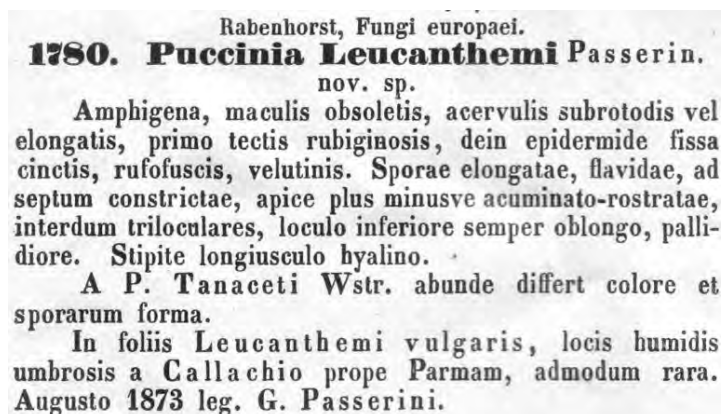 Rabenhorst, Fungi europaei.
1780. Puccinia Leucanthemi Passerin.
nov. sp.
Amphigena, maculis obsoletis, acervulis subrotodis vel
elongatis, primo tectis rubiginosis, dein epidermide fissa
cinctis, rufofuscis, velutinis. Sporae elongatae, flavidae, ad
septum constrictae, apice plus minusve acuminato-rostratae,
interdum triloculares, loculo inferiore semper oblongo, palli-
diore. Stipite longiusculo hyalino.
A P. Tanaceti Wstr. abunde differt colore et
sporarum forma.
In foliis Leucanthemi vulgaris, locis humidis
umbrosis a Callachio prope Parmam, admodum rara.
Augusto 1873 leg. G. Passerini.